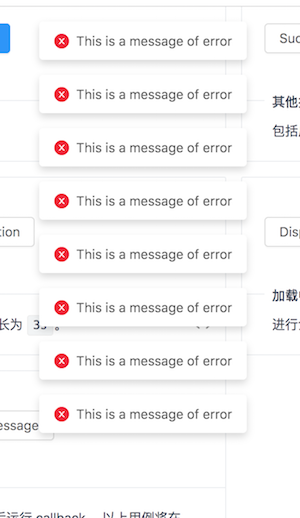 Suc
This is a message of error
This is a message of error
其他
包括
This is a message of error
This is a message of error
tion
Disp
This is a message of error
加载
This is a message of error
长为 3s 。
进行
This is a message of error
This is a message of error
essage
后运行 callback 。以上用例将在